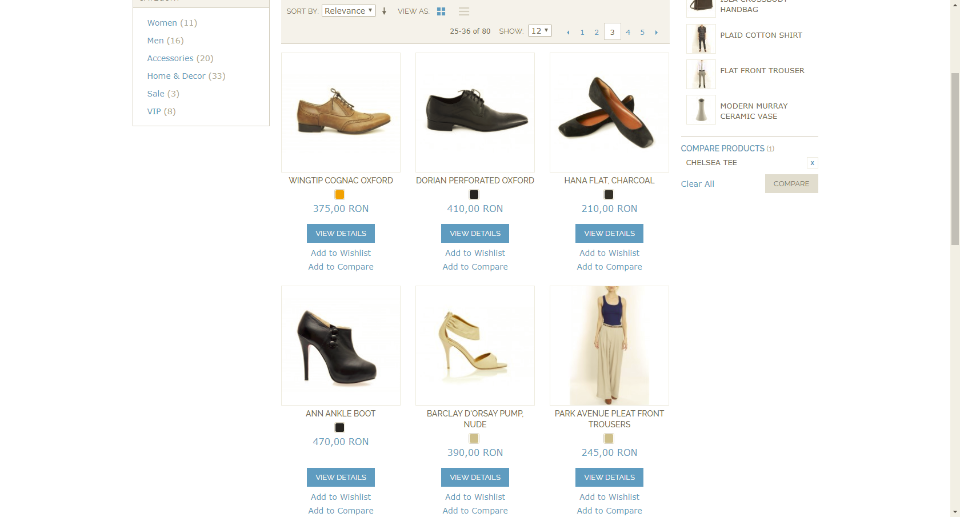 Women (11)
Men (16)
Accessories (20)
Home & Decor (33)
Sale (3)
VIP (8)
SORT BY: Relevance VIEW AS:
25-36 of 80 SHOW: 12 1 2 3 4 5
WINGTIP COGNAC OXFORD
375,00 RON
VIEW DETAILS
Add to Wishlist
Add to Compare
DORIAN PERFORATED OXFORD
410,00 RON
VIEW DETAILS
Add to Wishlist
Add to Compare
HANA FLAT, CHARCOAL
210,00 RON
VIEW DETAILS
Add to Wishlist
Add to Compare
ANN ANKLE BOOT
470,00 RON
VIEW DETAILS
Add to Wishlist
Add to Compare
BARCLAY D'ORSAY PUMP,
NUDE
390,00 RON
VIEW DETAILS
Add to Wishlist
Add to Compare
PARK AVENUE PLEAT FRONT
TROUSERS
245,00 RON
VIEW DETAILS
Add to Wishlist
Add to Compare
ISLA CROSSBODY
HANDBAG
PLAID COTTON SHIRT
FLAT FRONT TROUSER
MODERN MURRAY
CERAMIC VASE
COMPARE PRODUCTS (1)
CHELSEA TEE x
Clear All COMPARE